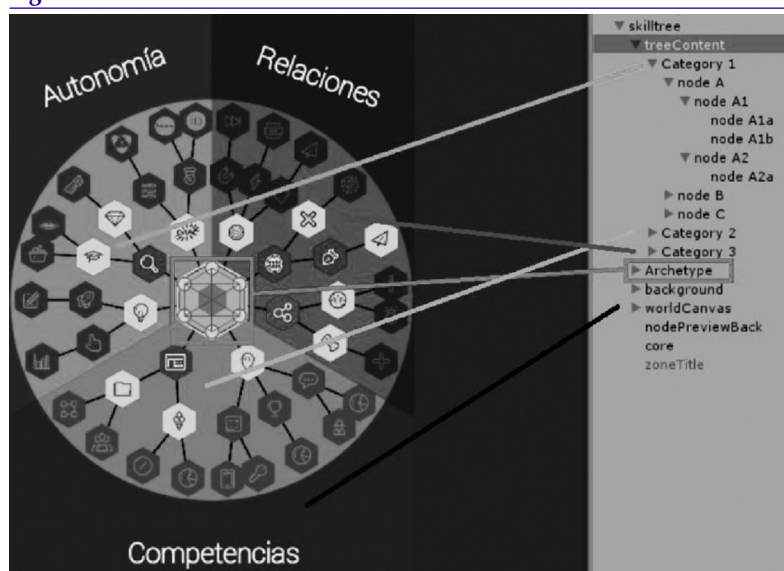 Autonomía
Relaciones
Competencias
skilltree
treeContent
Category 1
node A
node A1
node A1a
node A1b
node A2
node A2a
node B
node C
Category 2
Category 3
Archetype
background
worldCanvas
nodePreviewBack
core
zoneTitle